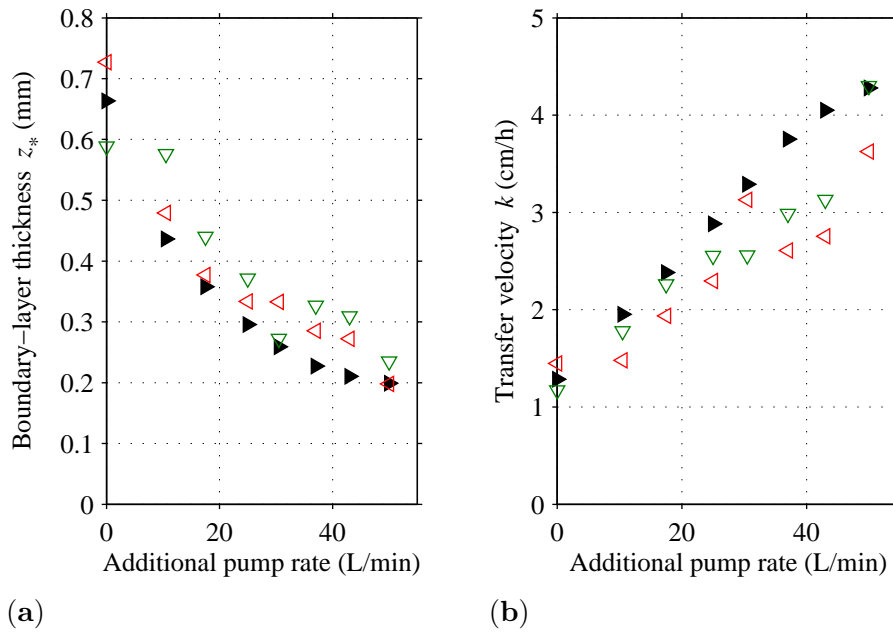 0.8
0.7
0.6
0.5
0.4
0.3
0.2
0.1
0
0 20 40
Boundary−layer thickness z* (mm)
Additional pump rate (L/min)
(a)
5
4
3
2
1
0
0 20 40
Transfer velocity k (cm/h)
Additional pump rate (L/min)
(b)